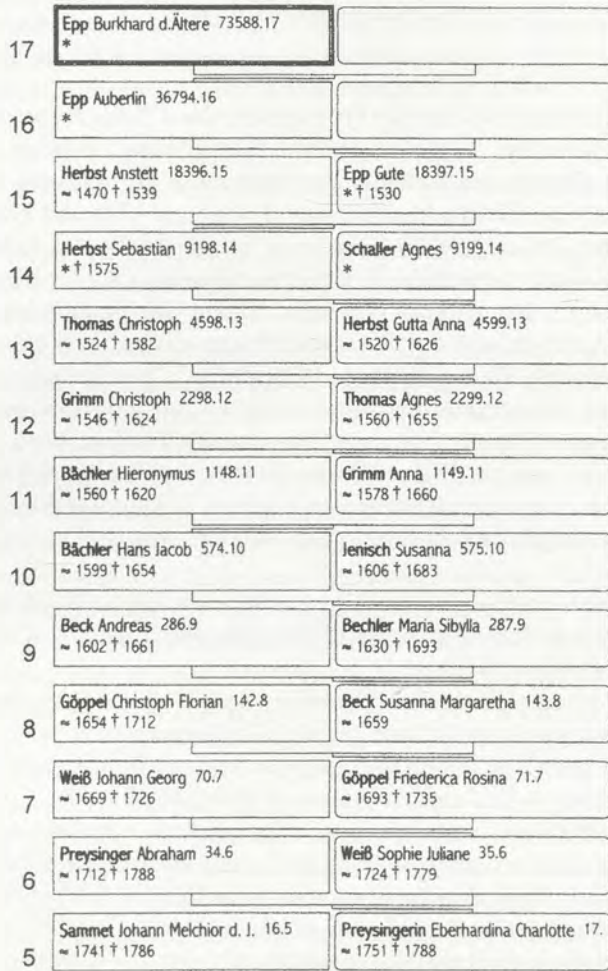 17
Epp Burkhard d.Ältere 73588.17
*
16
Epp Auberlin 36794.16
*
15
Herbst Anstett 18396.15
≈ 1470 † 1539
Epp Gute 18397.15
* † 1530
14
Herbst Sebastian 9198.14
* † 1575
Schaller Agnes 9199.14
*
13
Thomas Christoph 4598.13
≈ 1524 † 1582
Herbst Gutta Anna 4599.13
≈ 1520 † 1626
12
Grimm Christoph 2298.12
≈ 1546 † 1624
Thomas Agnes 2299.12
≈ 1560 † 1655
11
Bächler Hieronymus 1148.11
≈ 1560 † 1620
Grimm Anna 1149.11
≈ 1578 † 1660
10
Bächler Hans Jacob 574.10
≈ 1599 † 1654
Jenisch Susanna 575.10
≈ 1606 † 1683
9
Beck Andreas 286.9
≈ 1602 † 1661
Bechler Maria Sibylla 287.9
≈ 1630 † 1693
8
Göppel Christoph Florian 142.8
≈ 1654 † 1712
Beck Susanna Margaretha 143.8
≈ 1659
7
Weiß Johann Georg 70.7
≈ 1669 † 1726
Göppel Friederica Rosina 71.7
≈ 1693 † 1735
6
Preysinger Abraham 34.6
≈ 1712 † 1788
Weiß Sophie Juliane 35.6
≈ 1724 † 1779
5
Sammet Johann Melchior d. J. 16.5
≈ 1741 † 1786
Preysingerin Eberhardina Charlotte 17.
≈ 1751 † 1788